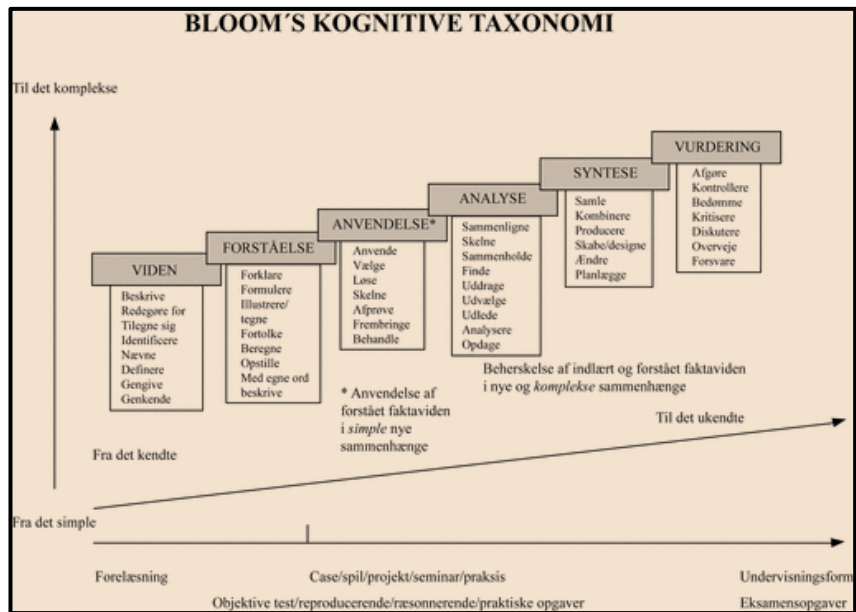 BLOOM´S KOGNITIVE TAXONOMI
Til det komplekse
VIDEN
Beskrive
Redegøre for
Tilegne sig
Identificere
Nævne
Definere
Gengive
Genkende
FORSTÅELSE
Forklare
Formulere
Illustrere/
tegne
Fortolke
Beregne
Opstille
Med egne ord
beskrive
ANVENDELSE*
Anvende
Vælge
Løse
Skelne
Afprøve
Frembringe
Behandle
ANALYSE
Sammenligne
Skelne
Sammenholde
Finde
Uddrage
Udvælge
Udlede
Analysere
Opdage
SYNTESE
Samle
Kombinere
Producere
Skabe/designe
Ændre
Planlægge
VURDERING
Afgøre
Kontrollere
Bedømme
Kritisere
Diskutere
Overveje
Forsvare
* Anvendelse af
forstået faktaviden
i simple nye
sammenhænge
Beherskelse af indlært og forstået faktaviden
i nye og komplekse sammenhænge
Til det ukendte
Fra det kendte
Fra det simple
Forelæsning
Case/spil/projekt/seminar/praksis
Undervisningsform
Objektive test/reproducerende/ræsonnerende/praktiske opgaver
Eksamensopgaver